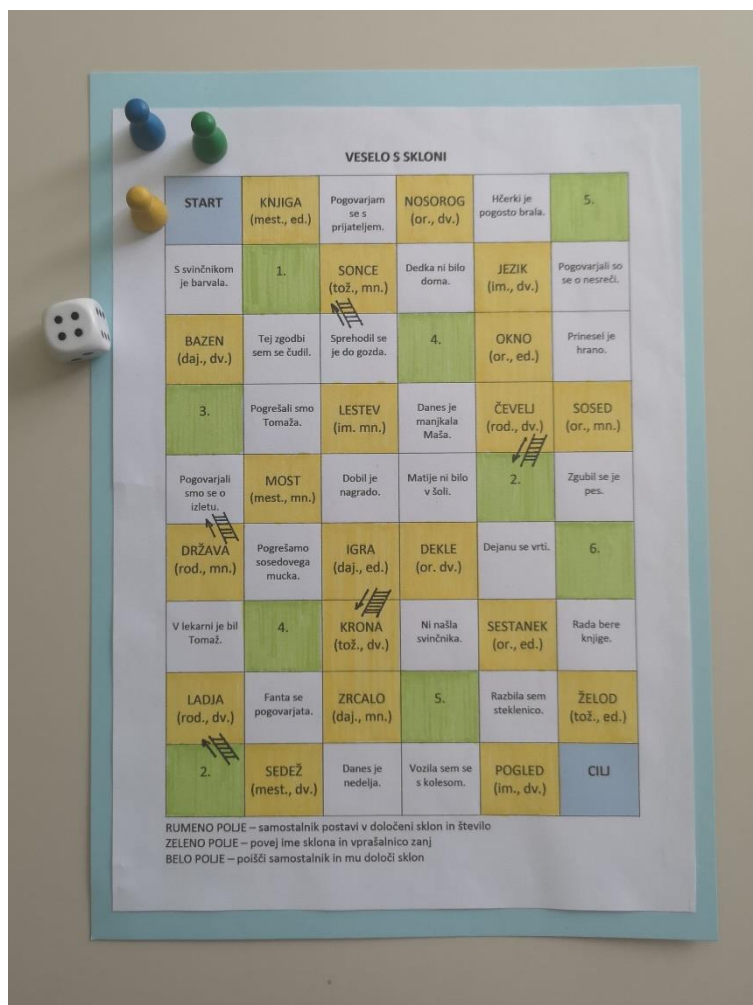 VESELO S SKLONI
START
KNJIGA
(mest., ed.)
Pogovarjam
se s
prijateljem.
NOSOROG
(or., dv.)
Hčerki je
pogosto brala.
5.
S svinčnikom
je barvala.
1.
SONCE
(tož., mn.)
Dedka ni bilo
doma.
JEZIK
(im., dv.)
Pogovarjali so
se o nesreči.
BAZEN
(daj., dv.)
Tej zgodbi
sem se čudil.
Sprehodil se
je do gozda.
4.
OKNO
(or., ed.)
Prinesel je
hrano.
3.
Pogrešali smo
Tomaža.
LESTEV
(im. mn.)
Danes je
manjkala
Maša.
ČEVELJ
(rod., dv.)
SOSED
(or., mn.)
Pogovarjali
smo se o
izletu.
MOST
(mest., mn.)
Dobil je
nagrado.
Matije ni bilo
v šoli.
2.
Zgubil se je
pes.
DRŽAVA
(rod., mn.)
Pogrešamo
sosedovega
mucka.
IGRA
(daj., ed.)
DEKLE
(or. dv.)
Dejanu se vrti.
6.
V lekarni je bil
Tomaž.
4.
KRONA
(tož., dv.)
Ni našla
svinčnika.
SESTANEK
(or., ed.)
Rada bere
knjige.
LADJA
(rod., dv.)
Fanta se
pogovarjata.
ZRCALO
(daj., mn.)
5.
Razbila sem
steklenico.
ŽELOD
(tož., ed.)
2.
SEDEŽ
(mest., dv.)
Danes je
nedelja.
Vozila sem se
s kolesom.
POGLED
(im., dv.)
CILJ
RUMENO POLJE – samostalnik postavi v določeni sklon in število
ZELENO POLJE – povej ime sklona in vprašalnico zanj
BELO POLJE – poišči samostalnik in mu določi sklon